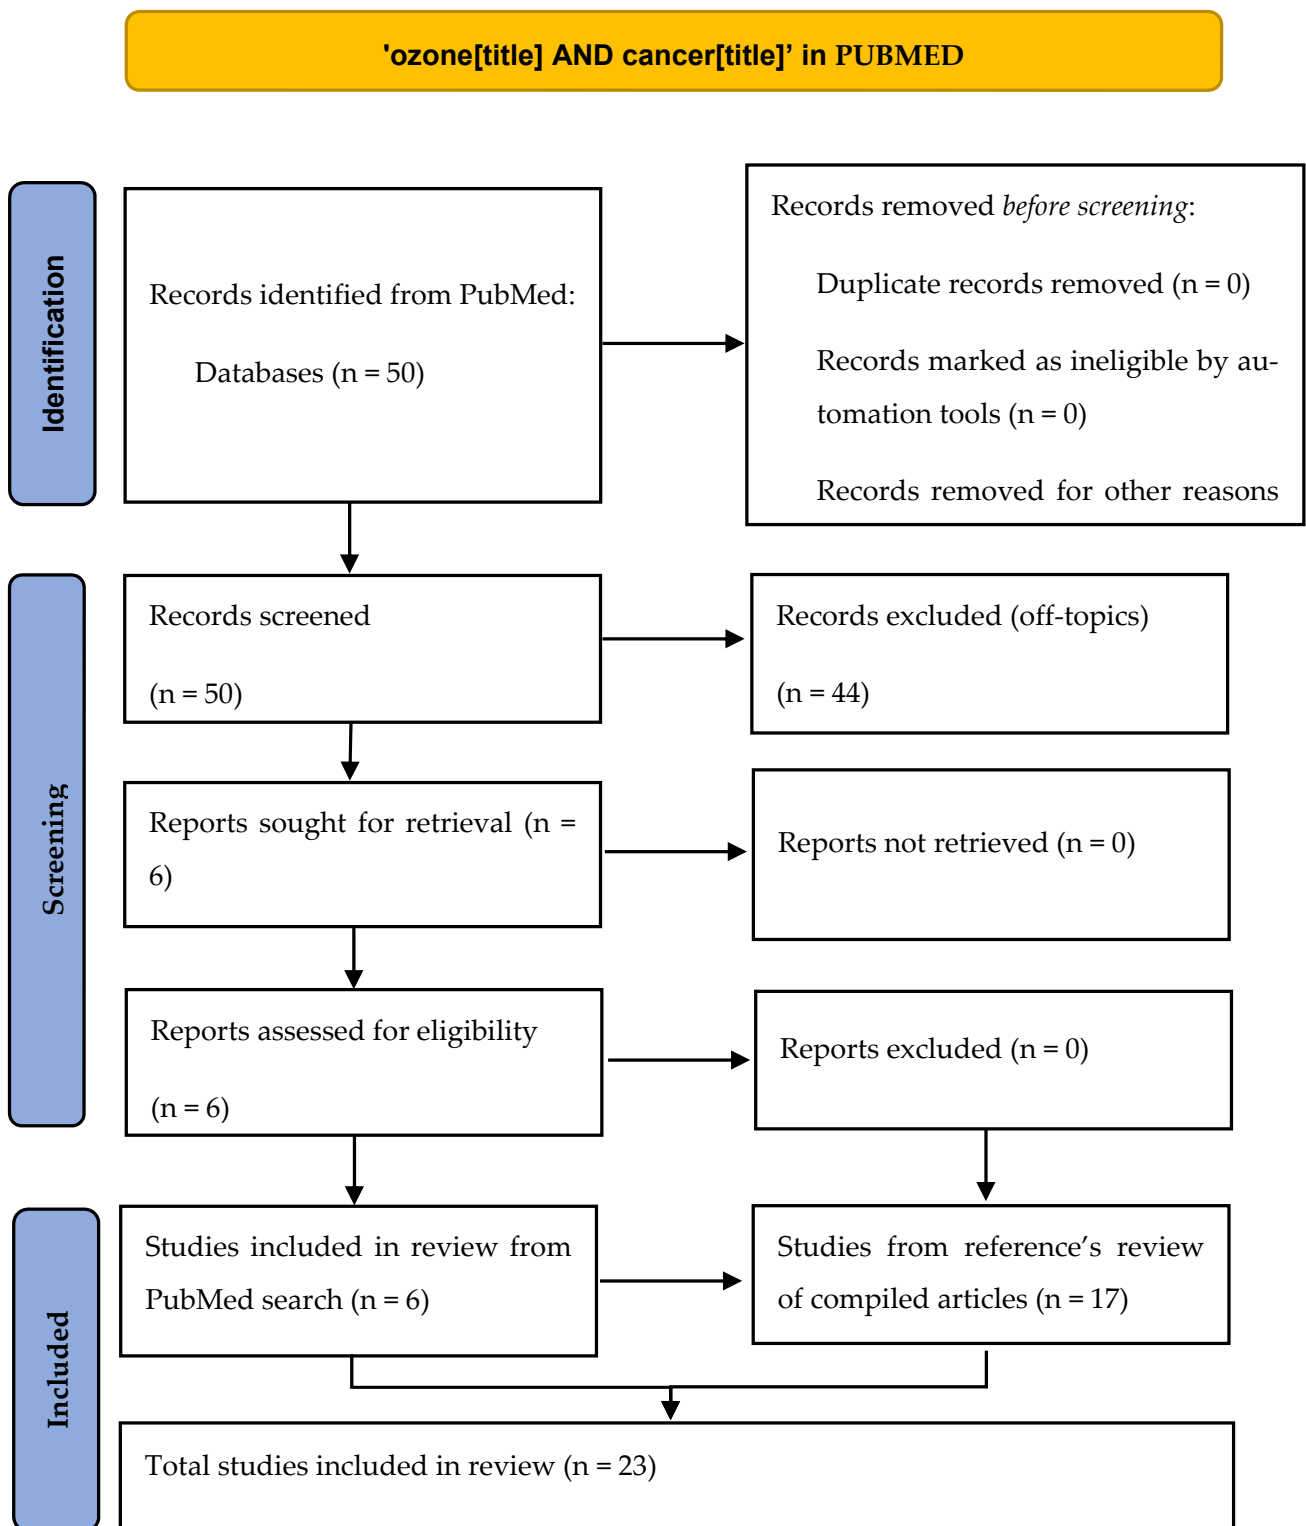 'ozone[title] AND cancer[title]’ in PUBMED
Identification
Records identified from PubMed:
Databases (n = 50)
Records removed before screening:
Duplicate records removed (n = 0)
Records marked as ineligible by au-
tomation tools (n = 0)
Records removed for other reasons
Screening
Records screened
(n = 50)
Records excluded (off-topics)
(n = 44)
Reports sought for retrieval (n =
6)
Reports not retrieved (n = 0)
Reports assessed for eligibility
(n = 6)
Reports excluded (n = 0)
Included
Studies included in review from
PubMed search (n = 6)
Studies from reference’s review
of compiled articles (n = 17)
Total studies included in review (n = 23)